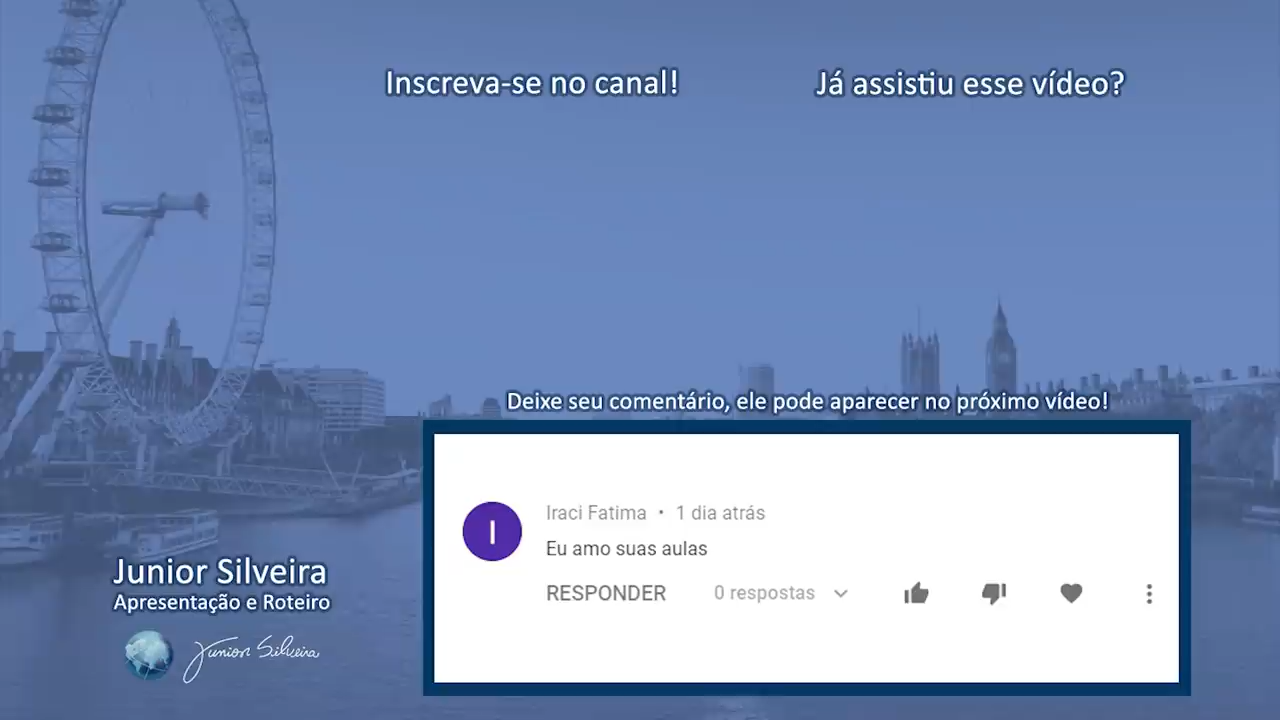 Inscreva-se no canal!
Já assistiu esse vídeo?
Deixe seu comentário, ele pode aparecer no próximo vídeo!
I
Iraci Fatima • 1 dia atrás
Eu amo suas aulas
RESPONDER 0 respostas
Junior Silveira
Apresentação e Roteiro
Junior Silveira